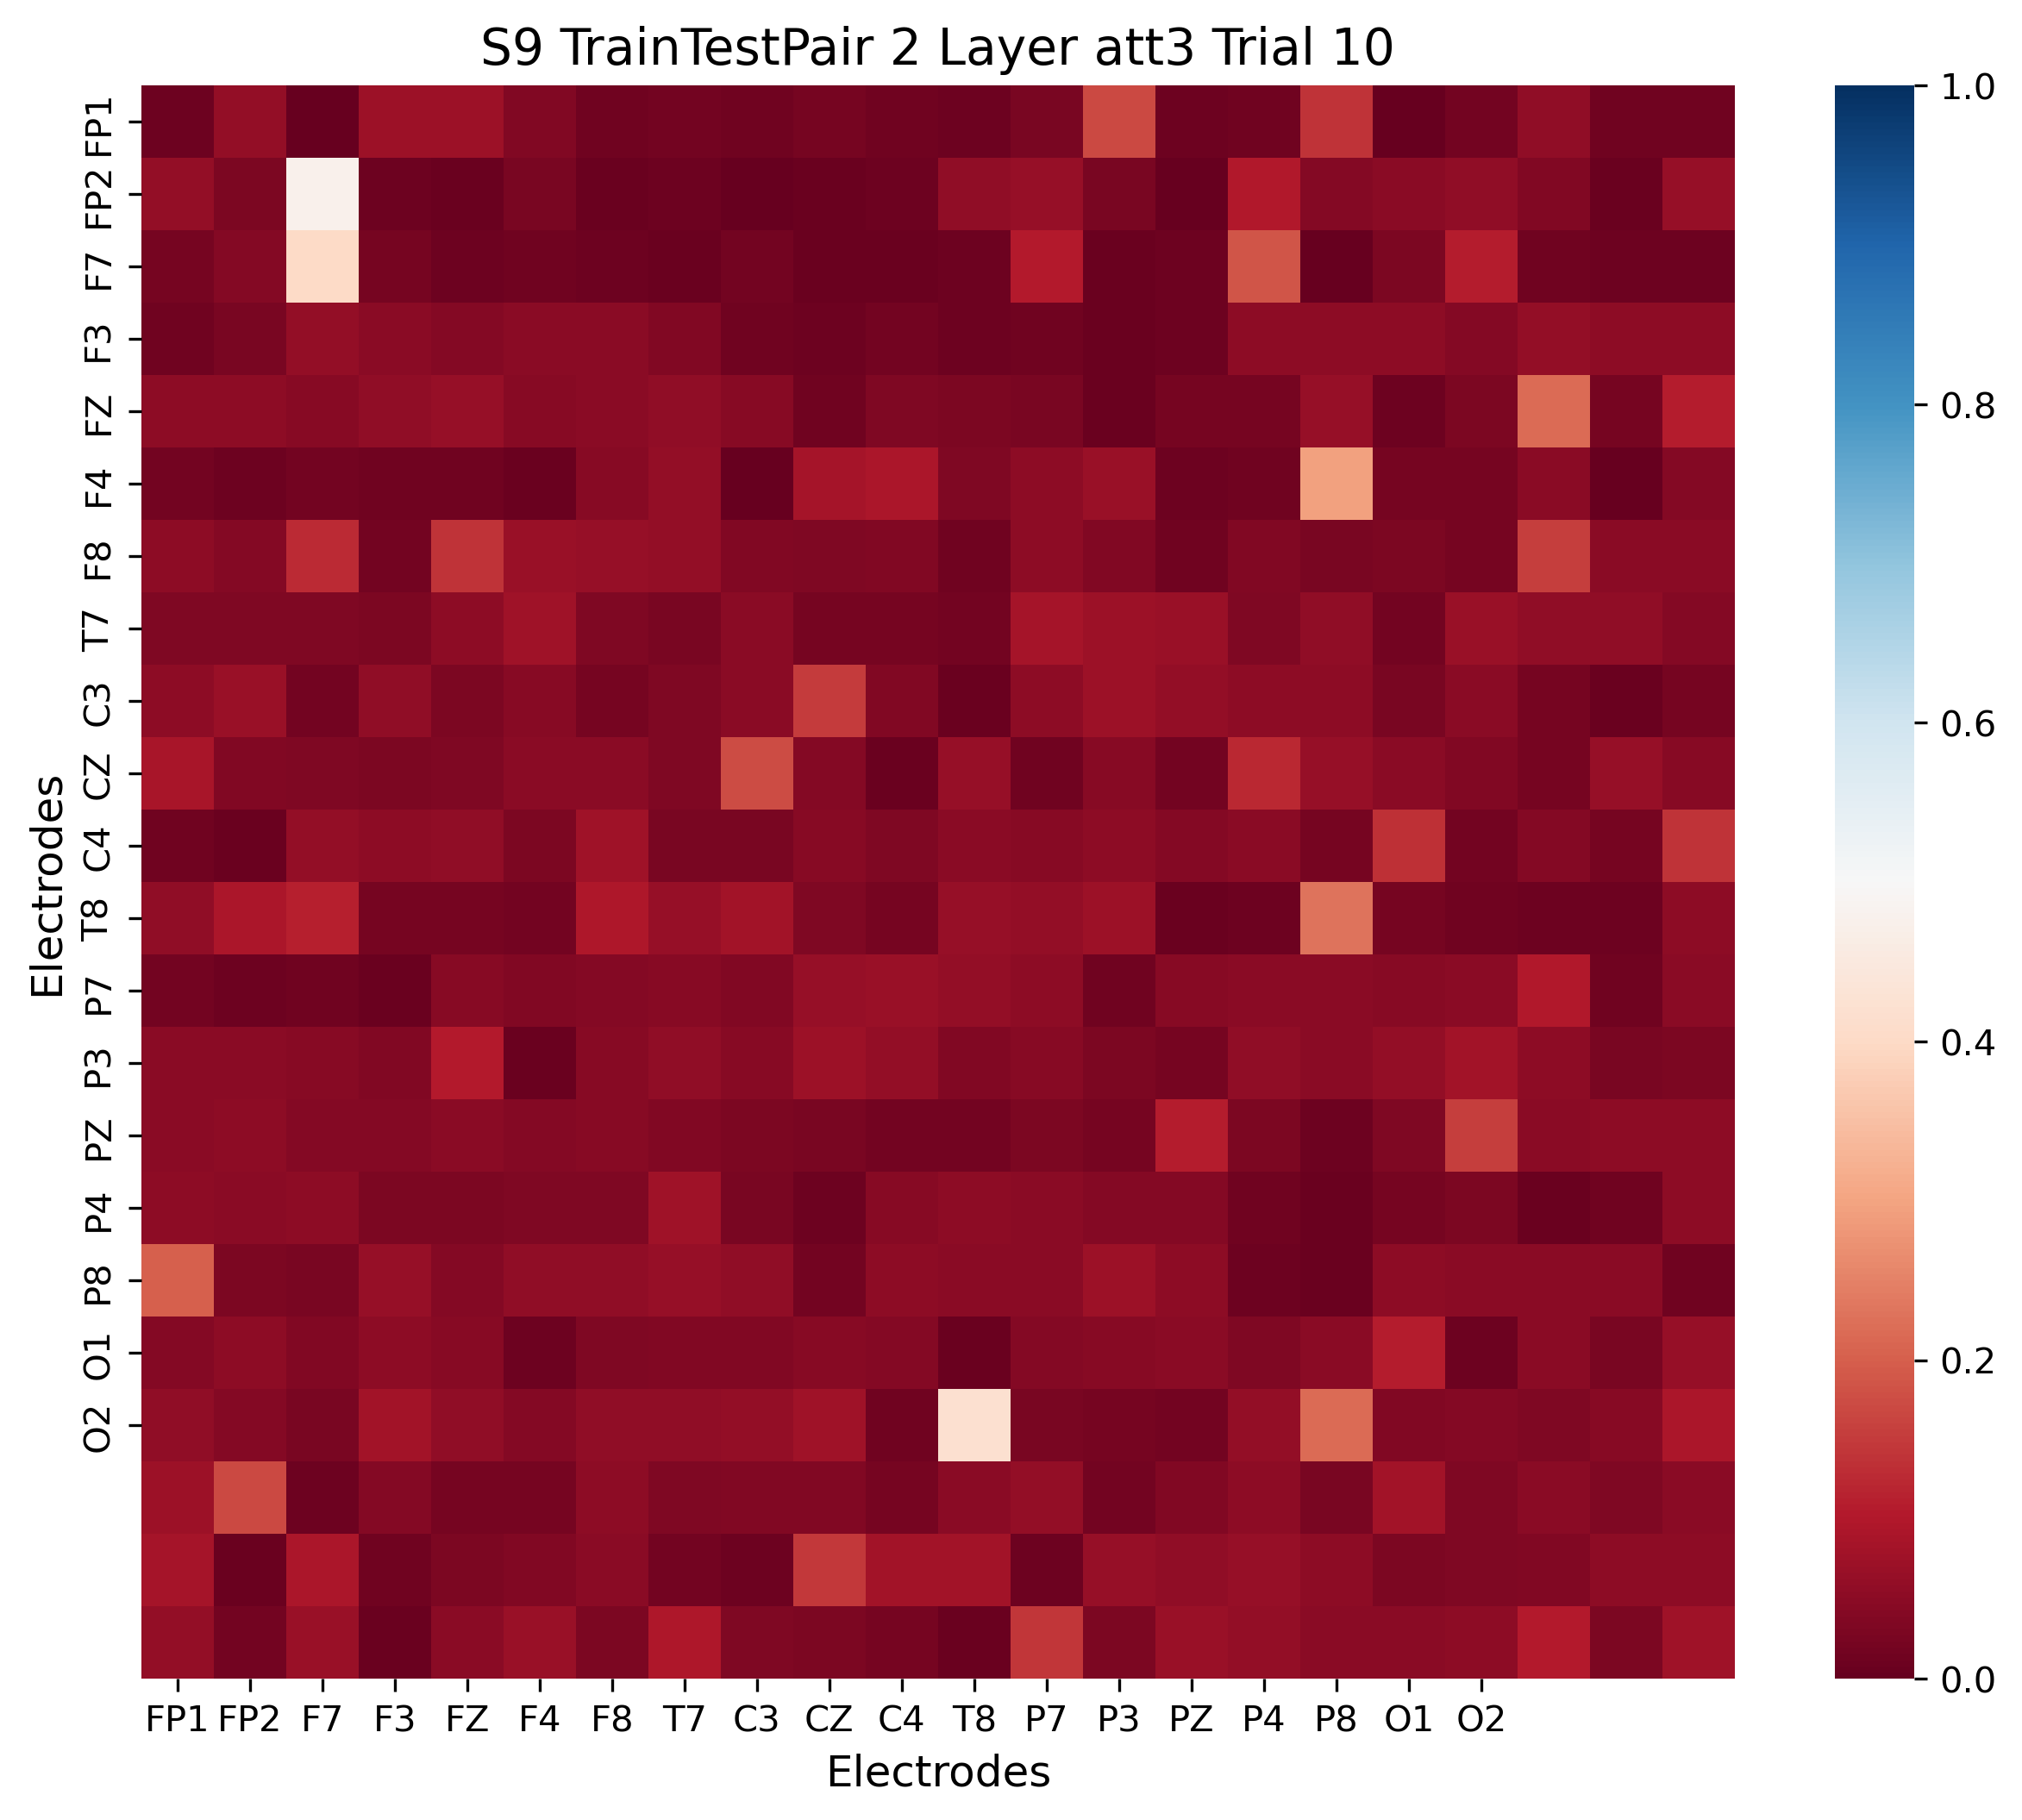 S9 TrainTestPair 2 Layer att3 Trial 10
FP1
FP2
F7
F3
FZ
F4
F8
T7
C3
CZ
C4
T8
P7
P3
PZ
P4
P8
O1
O2
Electrodes
FP1 FP2 F7 F3 FZ F4 F8 T7 C3 CZ C4 T8 P7 P3 PZ P4 P8 O1 O2
Electrodes
1.0
0.8
0.6
0.4
0.2
0.0